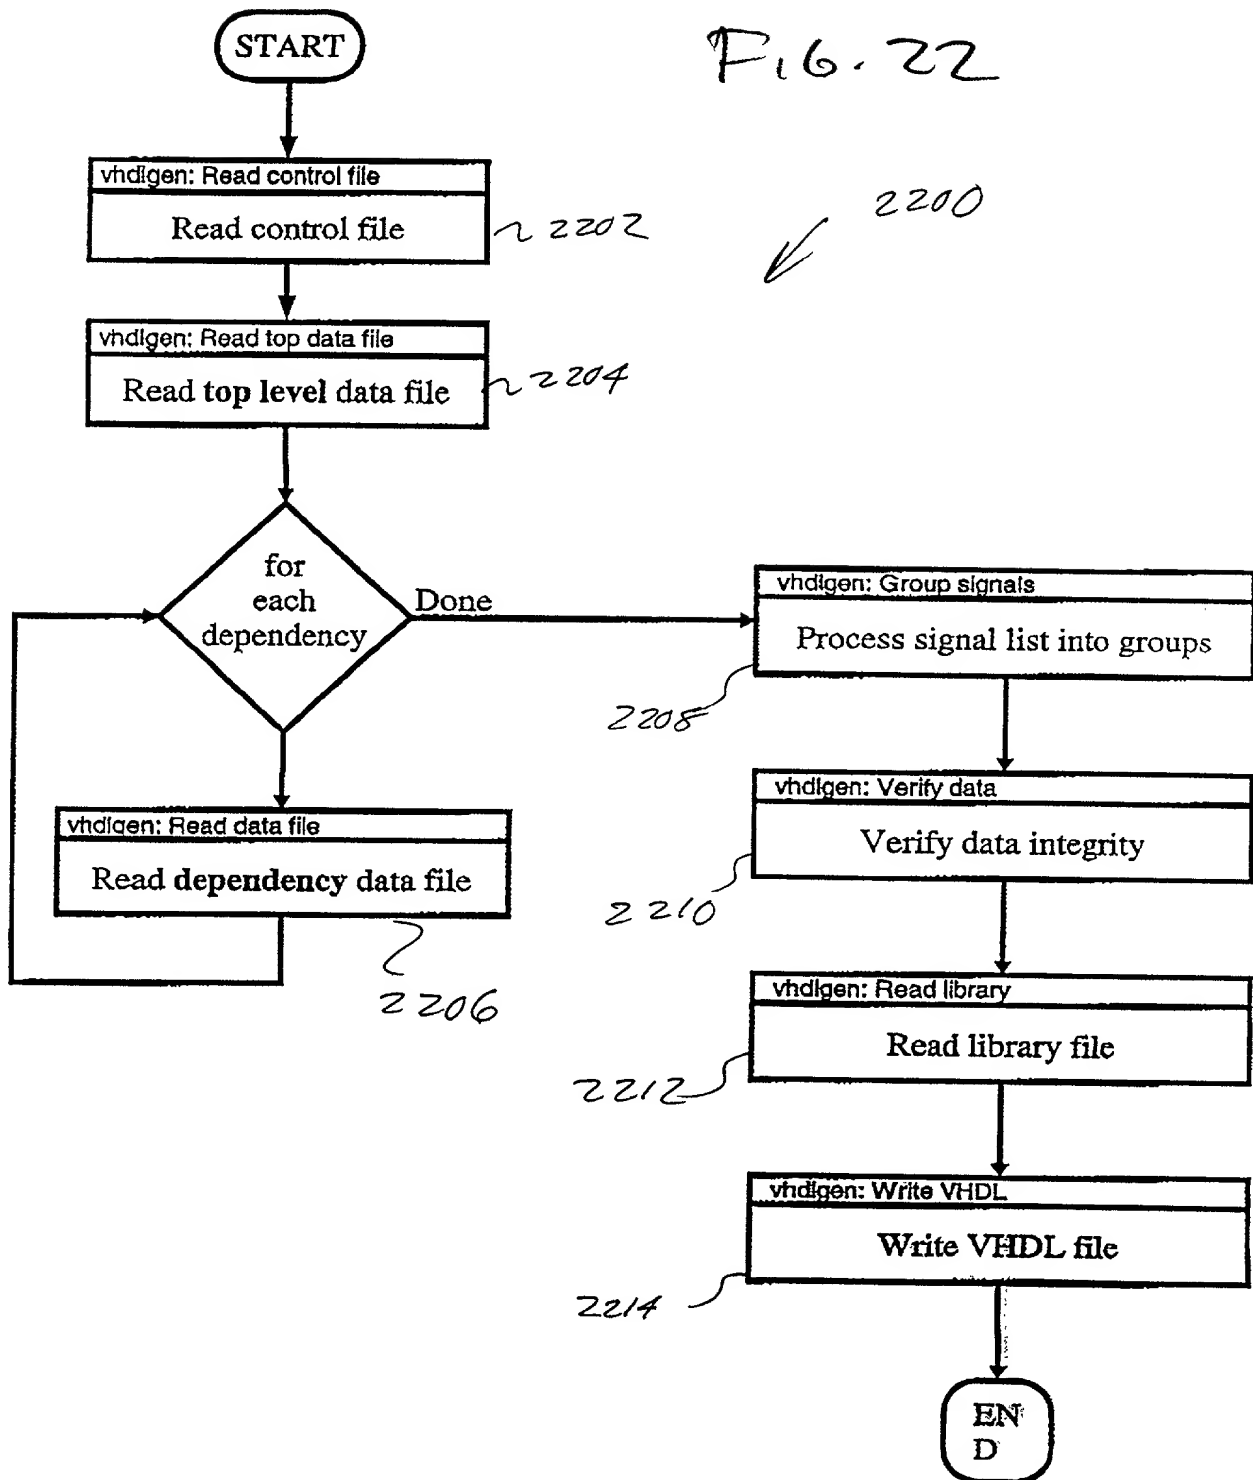 START
FIG. 22
vhdlgen: Read control file
Read control file
2202
2200
vhdlgen: Read top data file
Read top level data file
2204
for
each
dependency
Done
vhdlgen: Read data file
Read dependency data file
2206
vhdlgen: Group signals
Process signal list into groups
2208
vhdlgen: Verify data
Verify data integrity
2210
vhdlgen: Read library
Read library file
2212
vhdlgen: Write VHDL
Write VHDL file
2214
EN
D